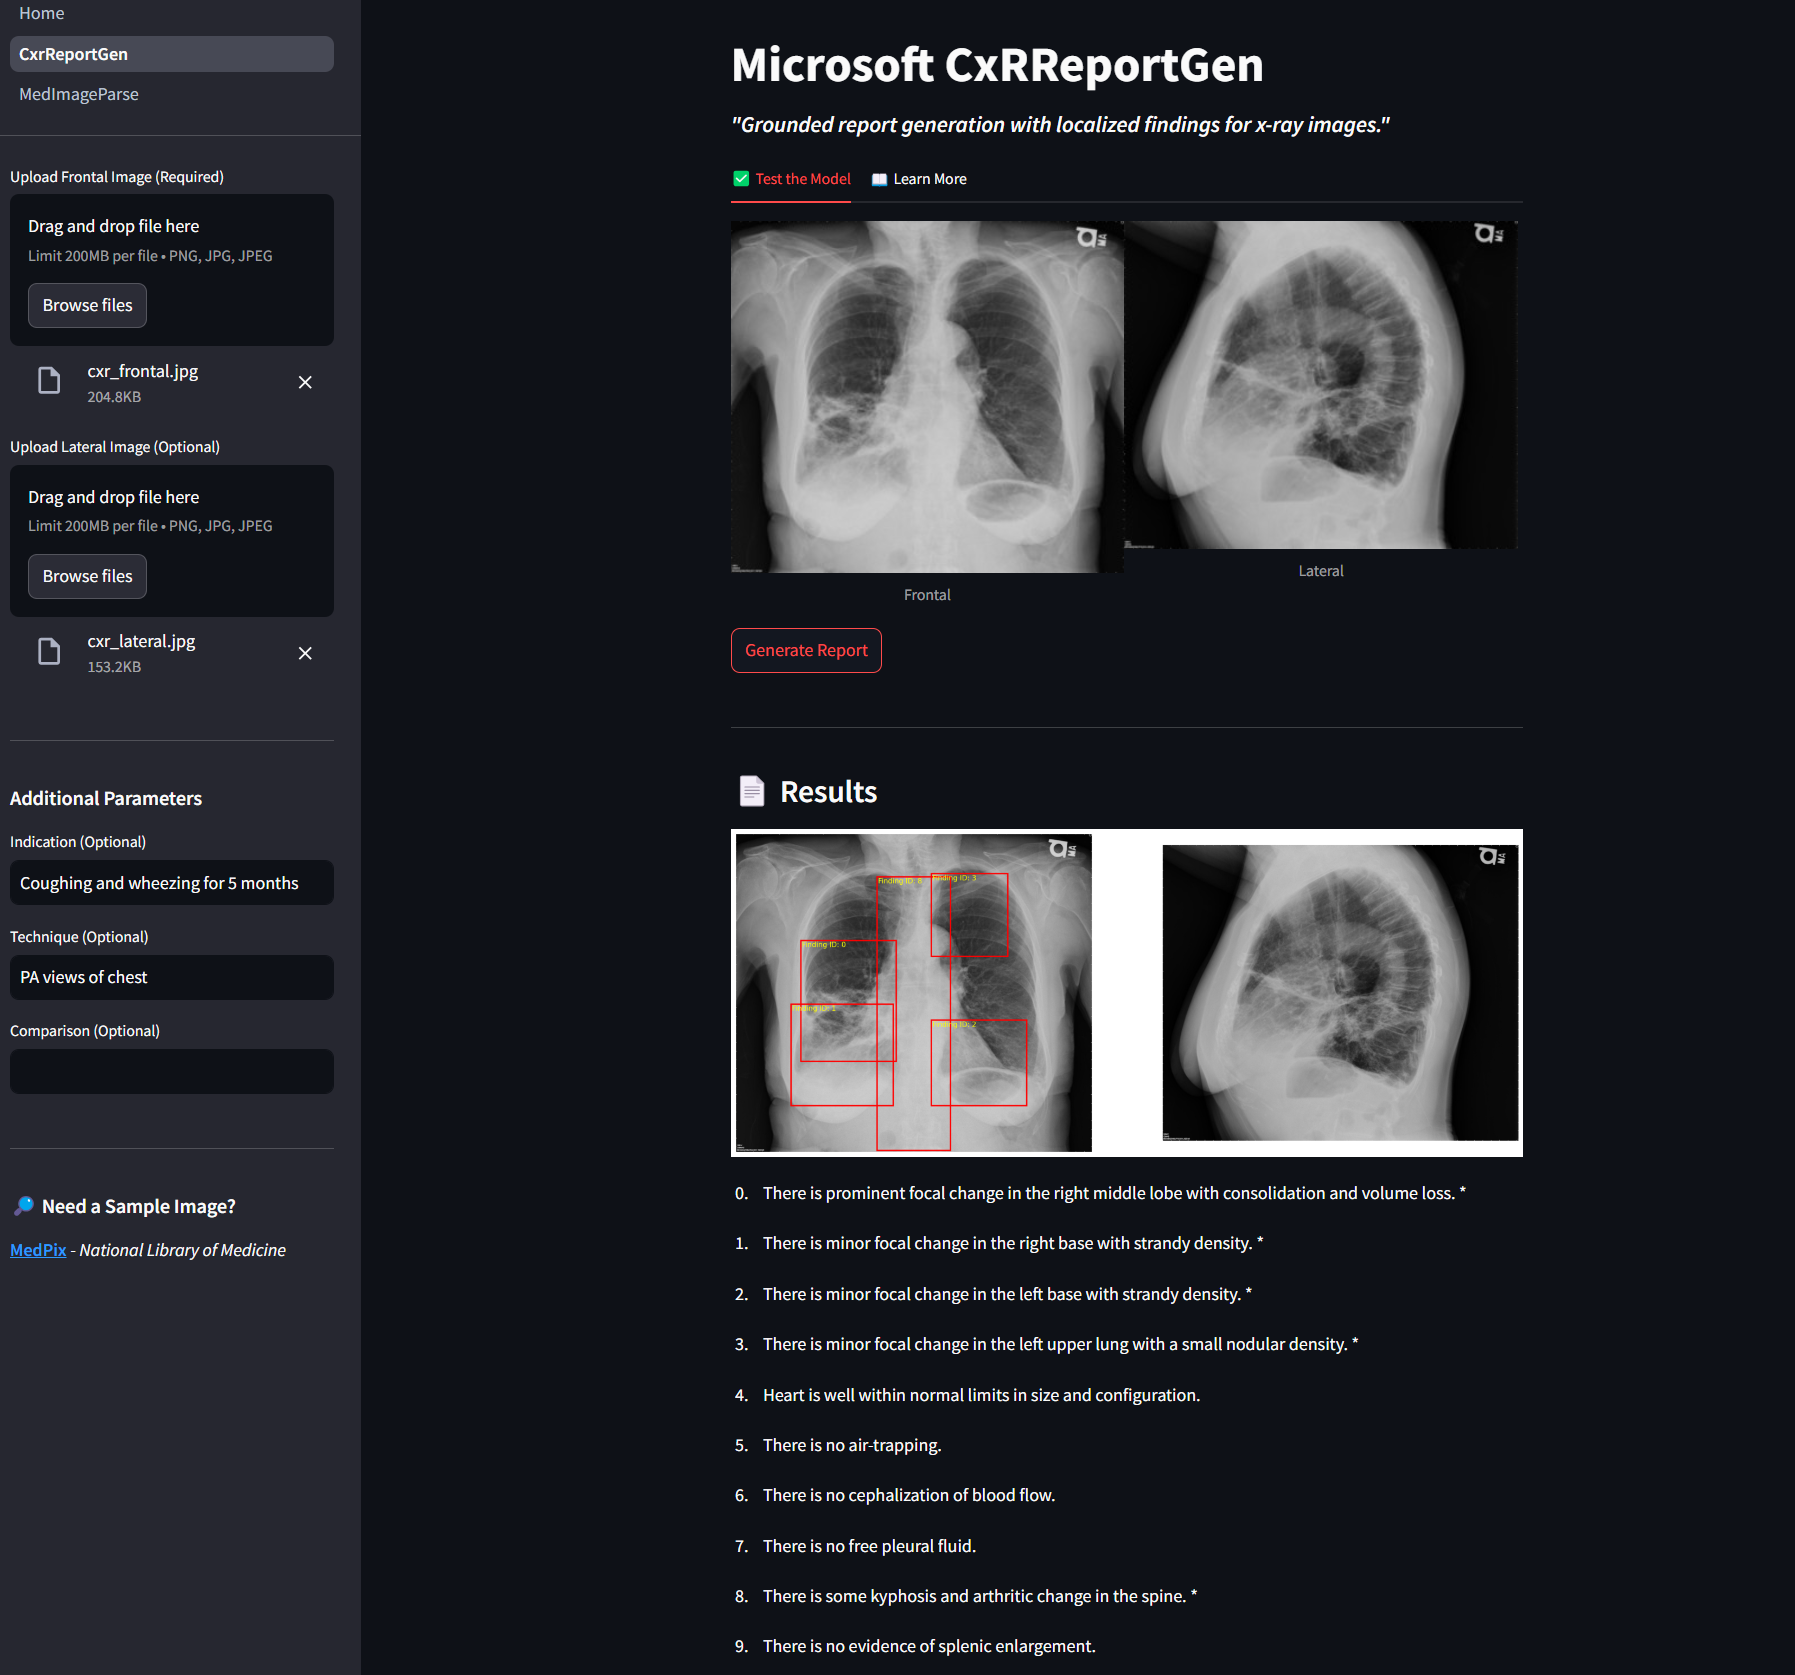 Home
CxrReportGen
MedImageParse
Upload Frontal Image (Required)
Drag and drop file here
Limit 200MB per file • PNG, JPG, JPEG
Browse files
cxr_frontal.jpg
204.8KB
Upload Lateral Image (Optional)
Drag and drop file here
Limit 200MB per file • PNG, JPG, JPEG
Browse files
cxr_lateral.jpg
153.2KB
Additional Parameters
Indication (Optional)
Coughing and wheezing for 5 months
Technique (Optional)
PA views of chest
Comparison (Optional)
Need a Sample Image?
MedPix - National Library of Medicine
Microsoft CxRReportGen
"Grounded report generation with localized findings for x-ray images."
Test the Model
Learn More
Frontal
Lateral
Generate Report
Results
Finding ID: 8
Finding ID: 3
Finding ID: 0
Finding ID: 1
Finding ID: 2
0. There is prominent focal change in the right middle lobe with consolidation and volume loss. *
1. There is minor focal change in the right base with strandy density. *
2. There is minor focal change in the left base with strandy density. *
3. There is minor focal change in the left upper lung with a small nodular density. *
4. Heart is well within normal limits in size and configuration.
5. There is no air-trapping.
6. There is no cephalization of blood flow.
7. There is no free pleural fluid.
8. There is some kyphosis and arthritic change in the spine. *
9. There is no evidence of splenic enlargement.